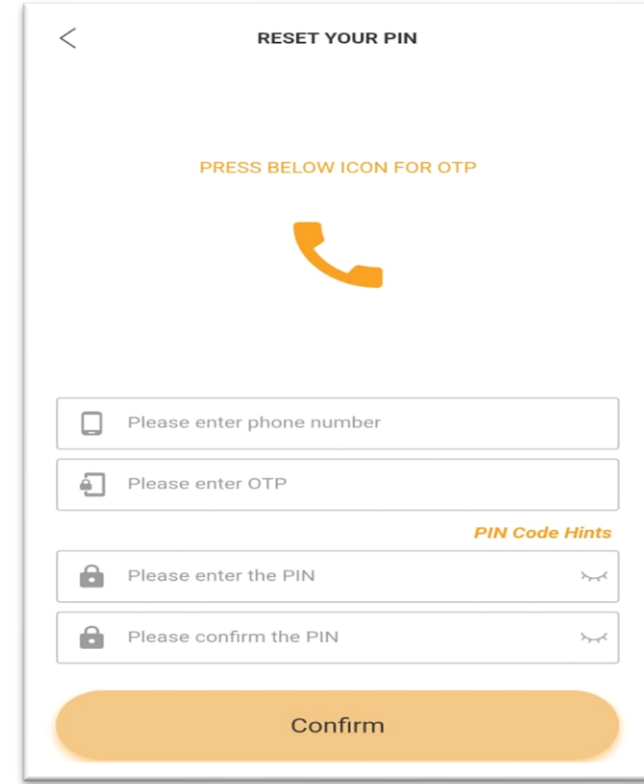 RESET YOUR PIN
PRESS BELOW ICON FOR OTP
Please enter phone number
Please enter OTP
PIN Code Hints
Please enter the PIN
Please confirm the PIN
Confirm